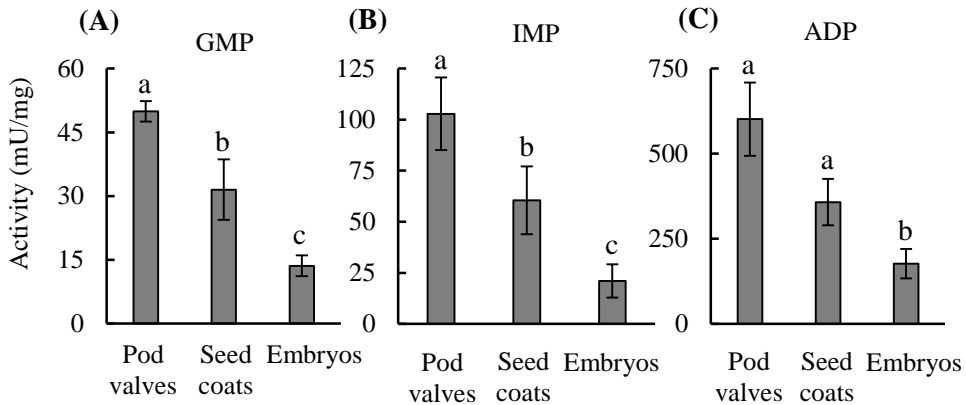 (A)
GMP
Activity (mU/mg)
60
45
30
15
0
a
b
c
Pod valves
Seed coats
Embryos
(B)
IMP
125
100
75
50
25
0
a
b
c
Pod valves
Seed coats
Embryos
(C)
ADP
750
500
250
0
a
a
b
Pod valves
Seed coats
Embryos